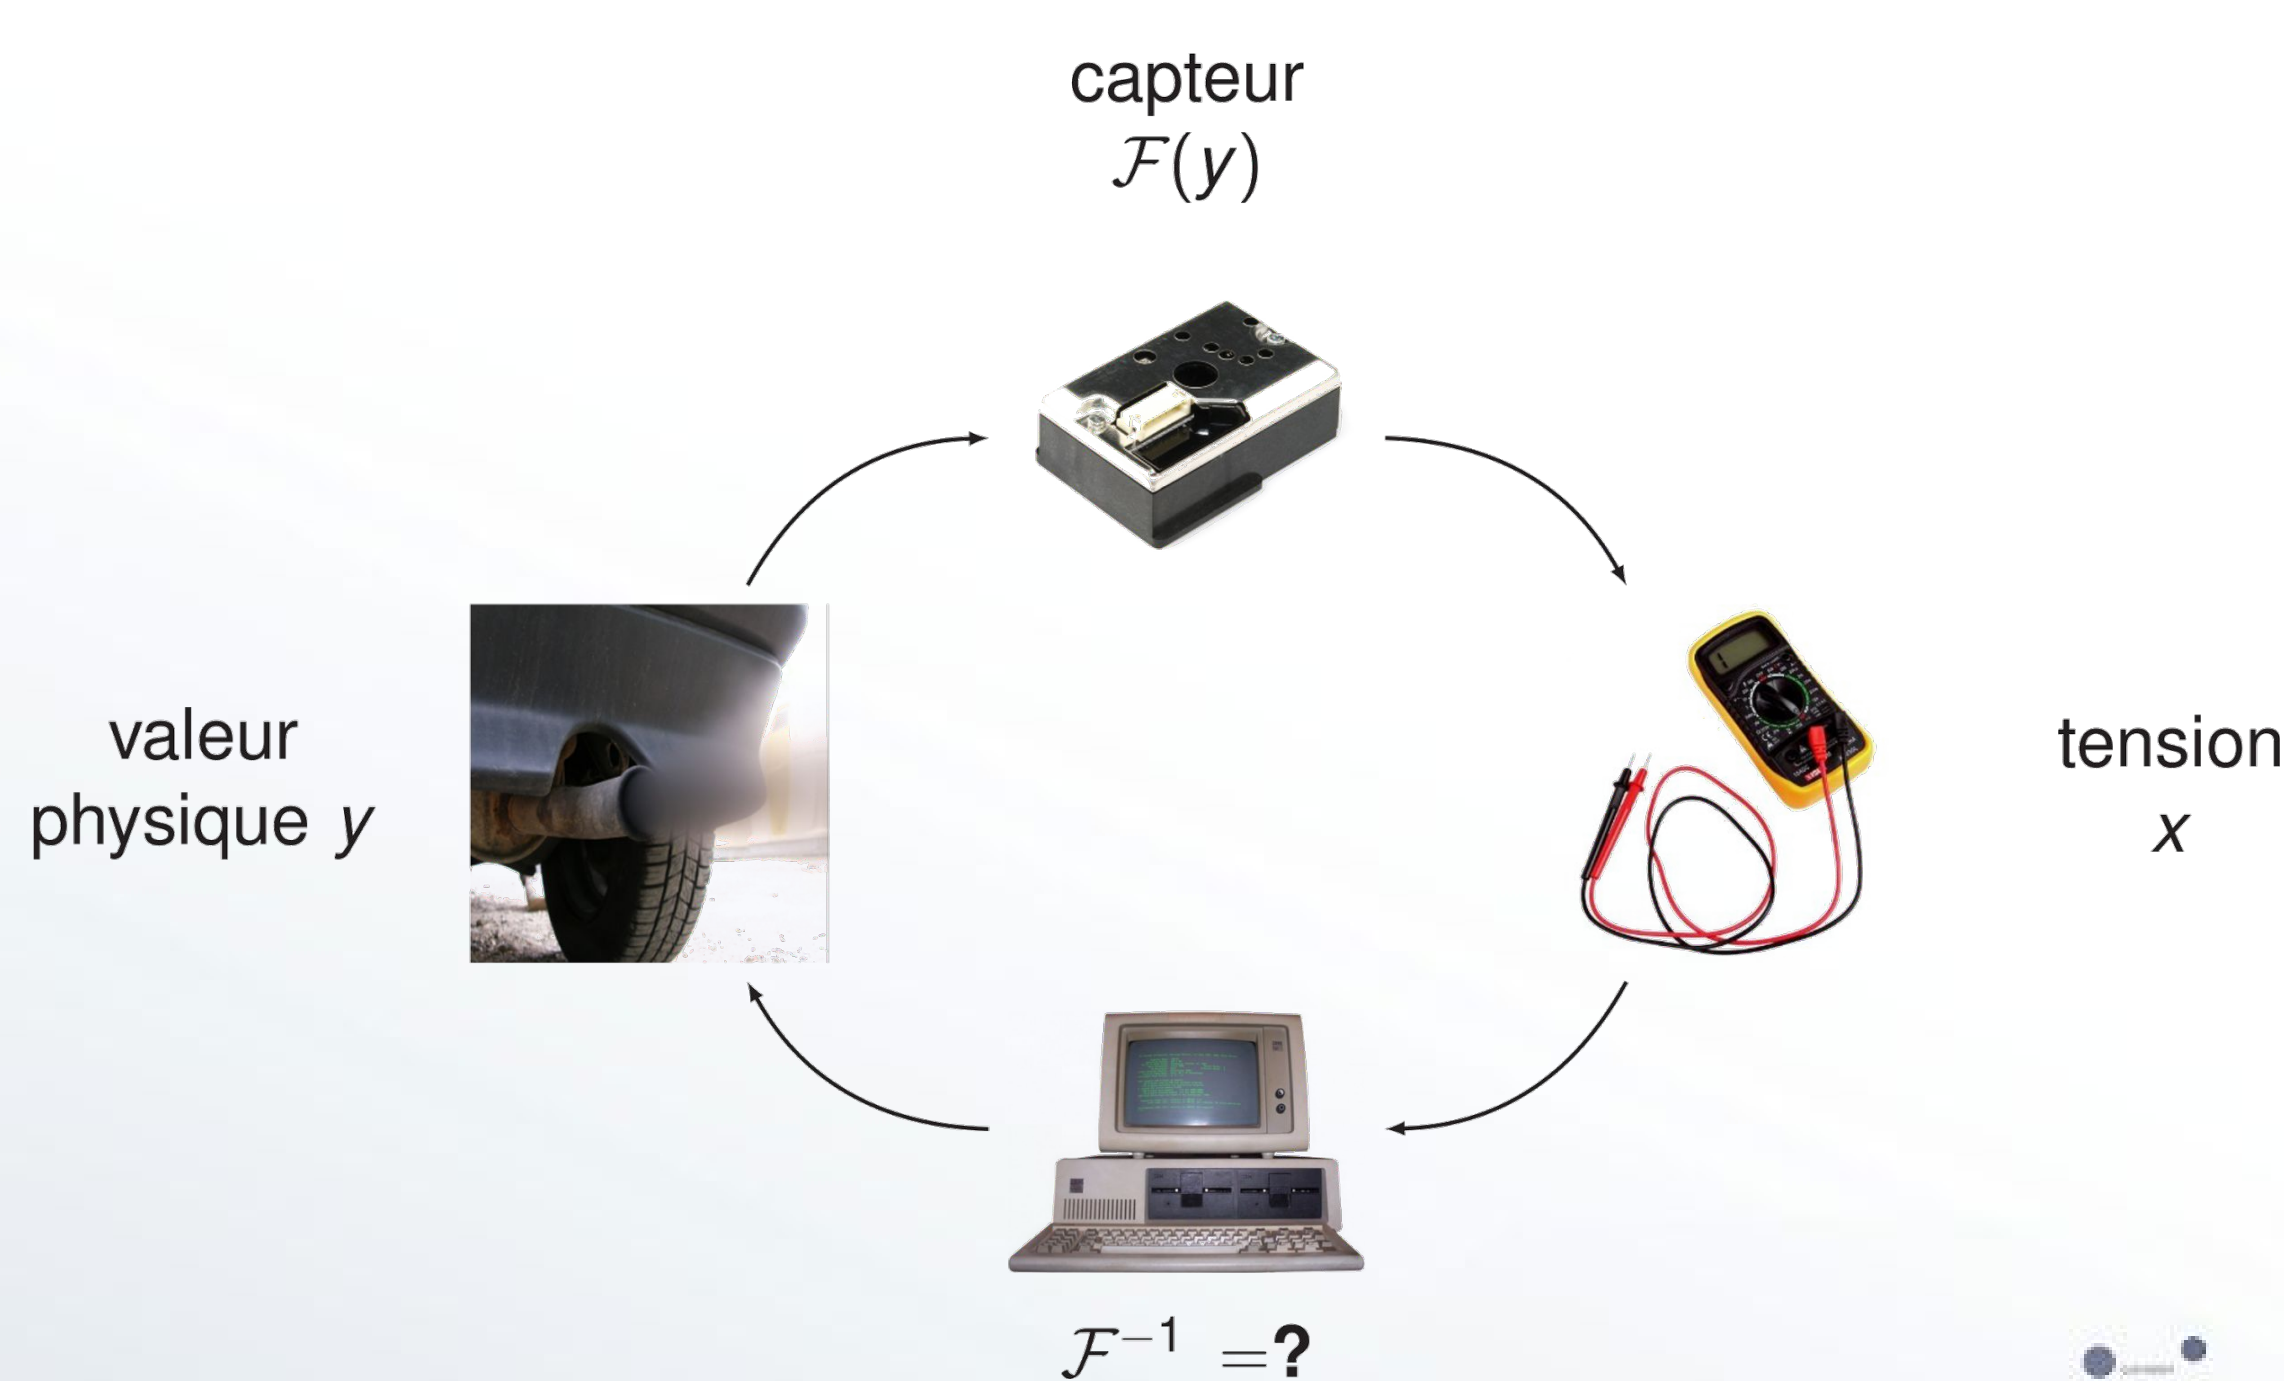 capteur
F(y)
valeur
physique y
tension
x
F⁻¹ =?